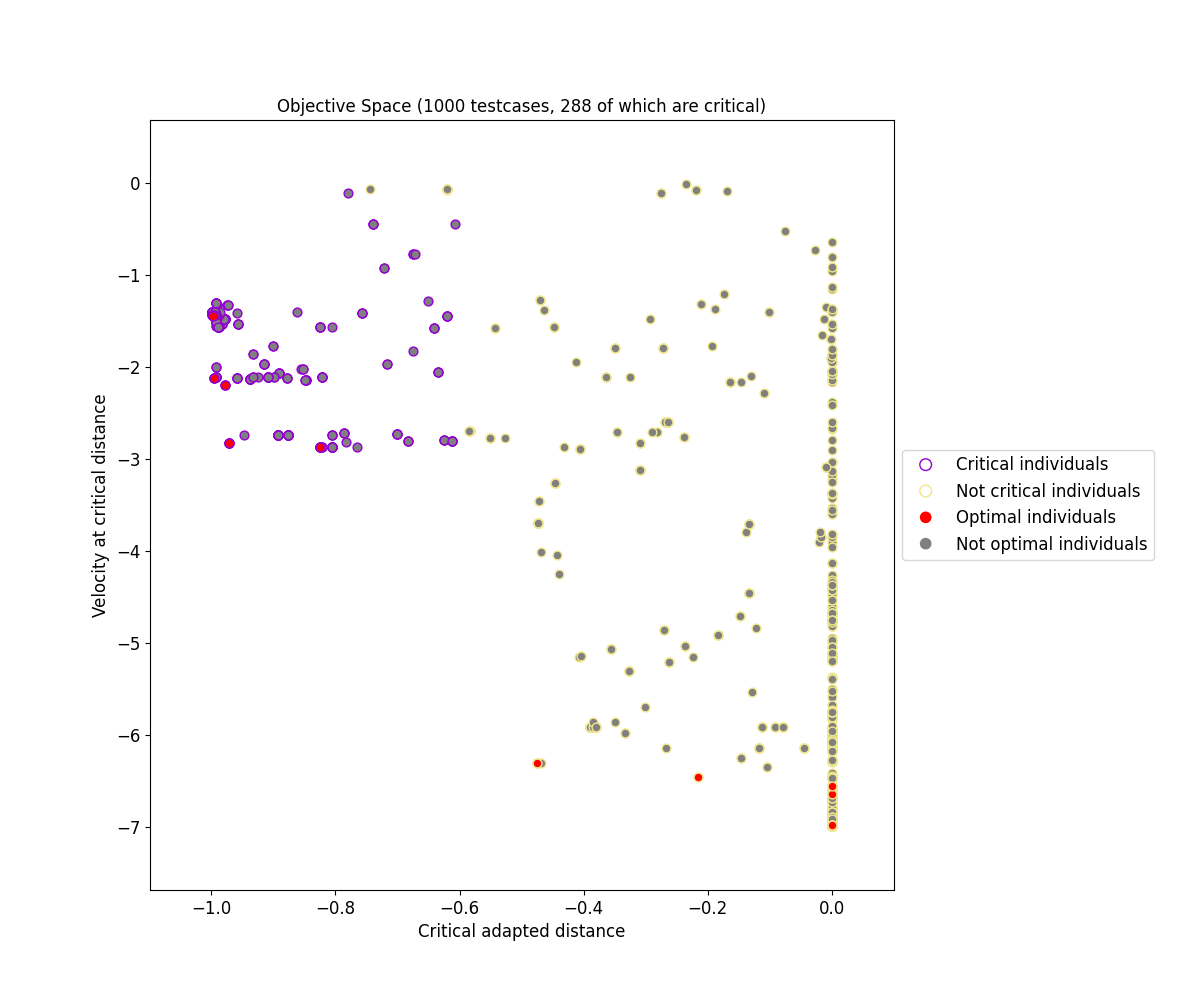 Objective Space (1000 testcases, 288 of which are critical)
0
−1
−2
−3
−4
−5
−6
−7
Velocity at critical distance
−1.0
−0.8
−0.6
−0.4
−0.2
0.0
Critical adapted distance
Critical individuals
Not critical individuals
Optimal individuals
Not optimal individuals